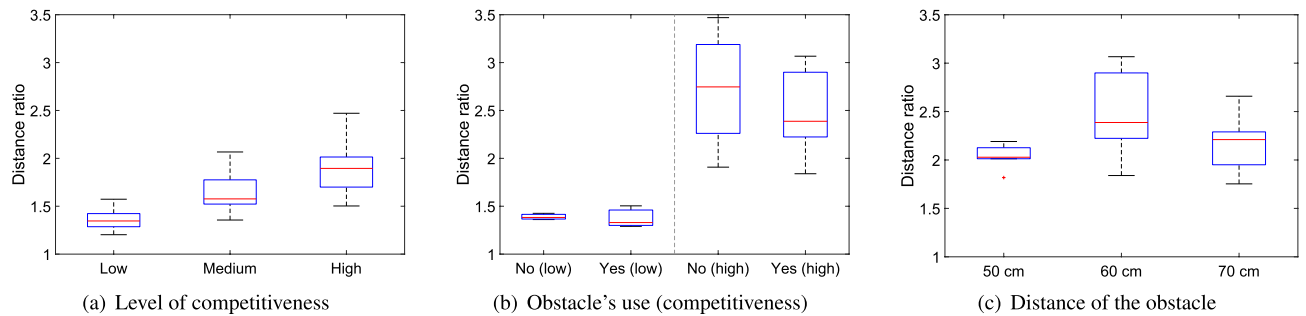 3.5
3
2.5
2
1.5
1
Distance ratio
Low Medium High
(a) Level of competitiveness
3.5
3
2.5
2
1.5
1
Distance ratio
No (low) Yes (low) No (high) Yes (high)
(b) Obstacle's use (competitiveness)
3.5
3
2.5
2
1.5
1
Distance ratio
50 cm 60 cm 70 cm
(c) Distance of the obstacle